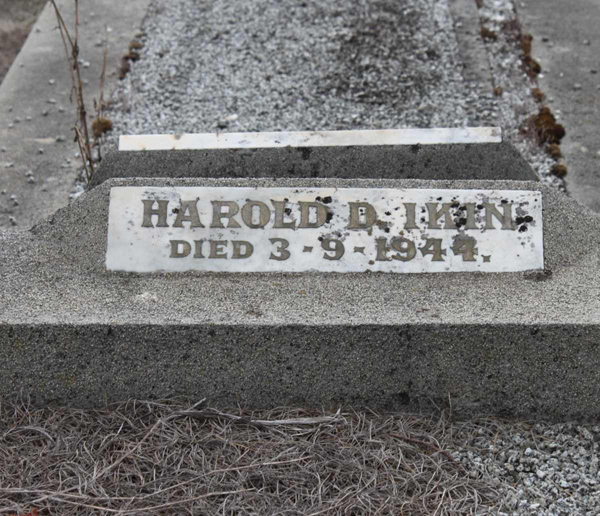 HAROLD D. IKIN
DIED 3-9-1944.